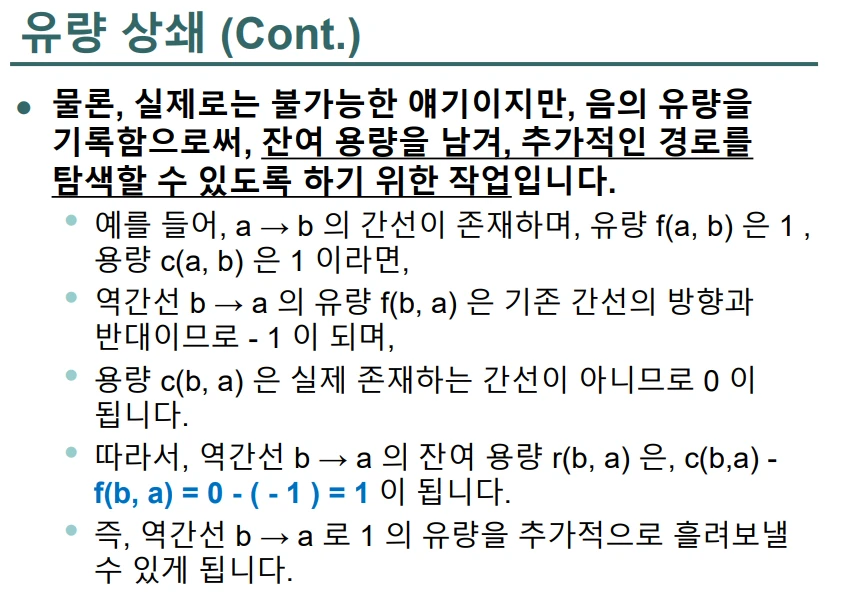 유량 상쇄 (Cont.)
물론, 실제로는 불가능한 얘기이지만, 음의 유량을
기록함으로써, 잔여 용량을 남겨, 추가적인 경로를
탐색할 수 있도록 하기 위한 작업입니다.
예를 들어, a → b 의 간선이 존재하며, 유량 f(a, b) 은 1 ,
용량 c(a, b) 은 1 이라면,
역간선 b → a 의 유량 f(b, a) 은 기존 간선의 방향과
반대이므로 - 1 이 되며,
용량 c(b, a) 은 실제 존재하는 간선이 아니므로 0 이
됩니다.
따라서, 역간선 b → a 의 잔여 용량 r(b, a) 은, c(b,a) -
f(b, a) = 0 - ( - 1 ) = 1 이 됩니다.
즉, 역간선 b → a 로 1 의 유량을 추가적으로 흘려보낼
수 있게 됩니다.